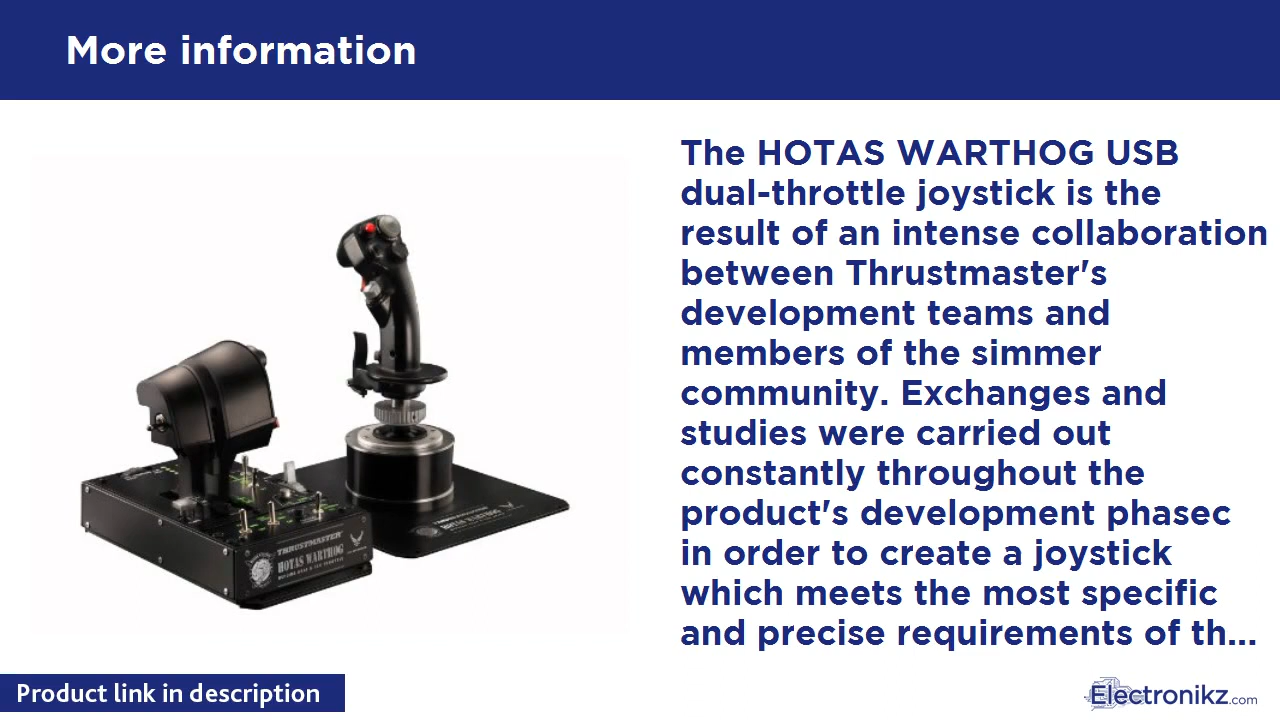 More information
The HOTAS WARTHOG USB
dual-throttle joystick is the
result of an intense collaboration
between Thrustmaster's
development teams and
members of the simmer
community. Exchanges and
studies were carried out
constantly throughout the
product's development phasec
in order to create a joystick
which meets the most specific
and precise requirements of th...
THRUSTMASTER
HOTAS WARTHOG
Product link in description
Electronikz.com